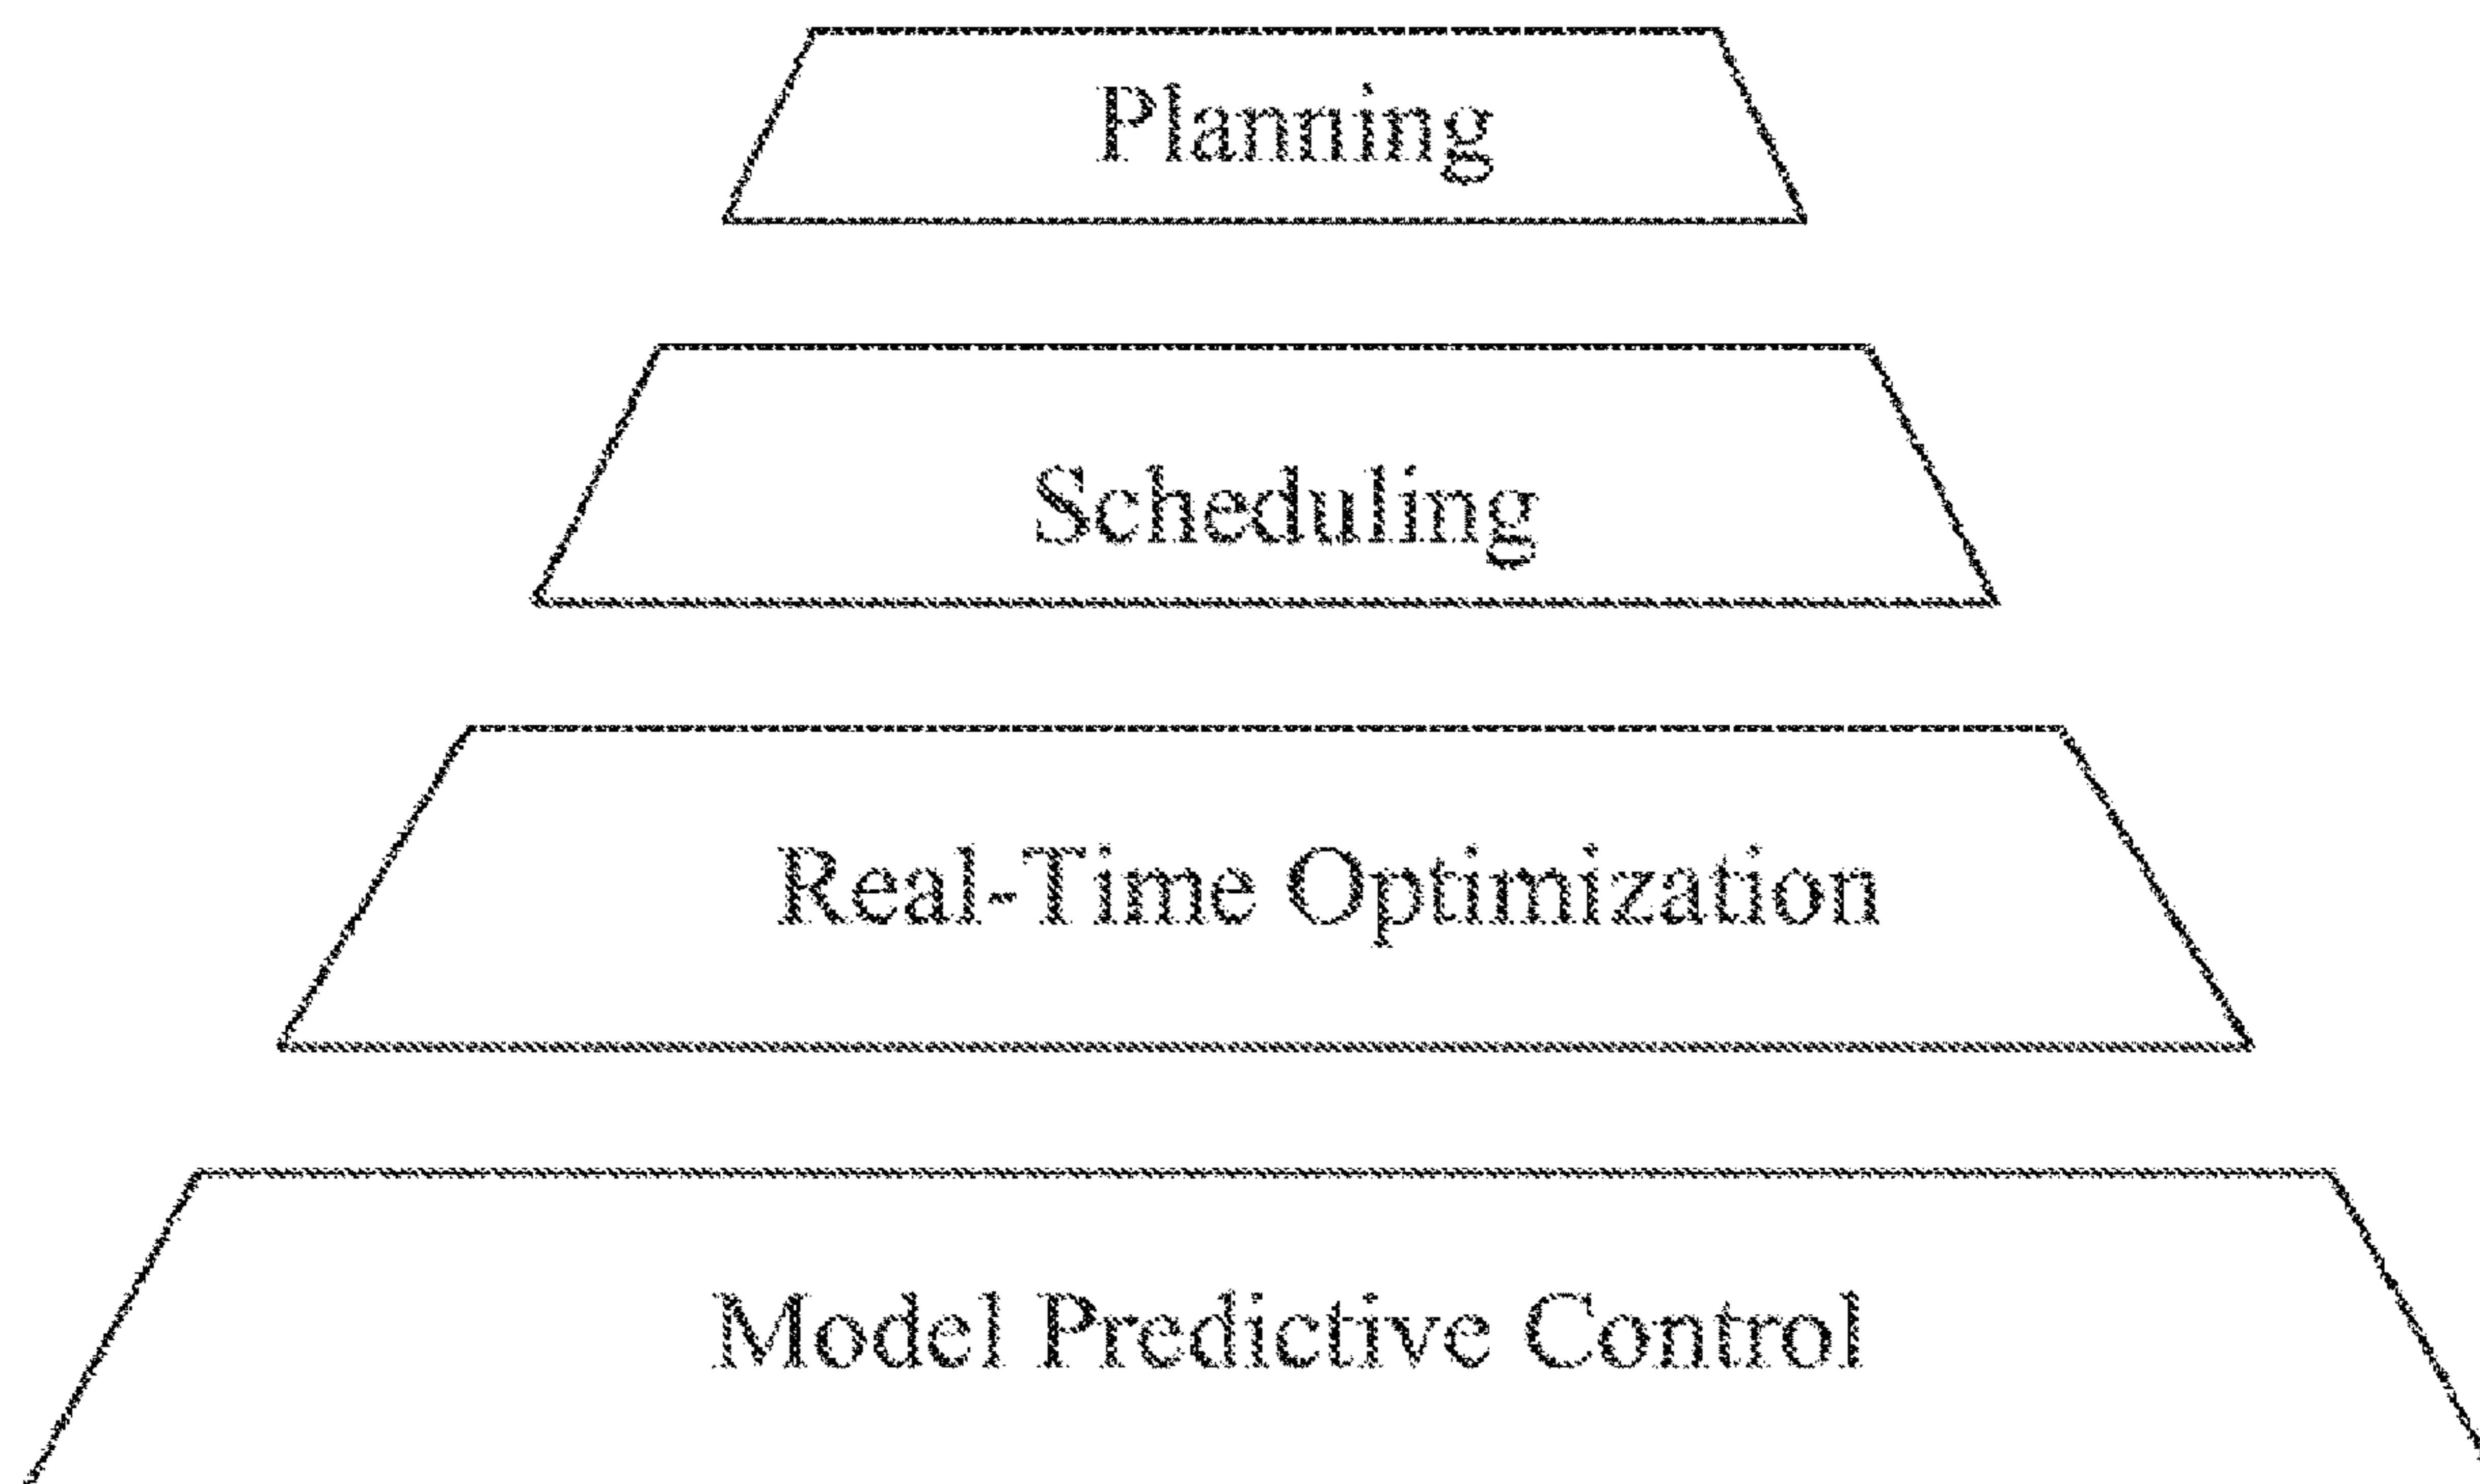 Planning
Scheduling
Real-Time Optimization
Model Predictive Control